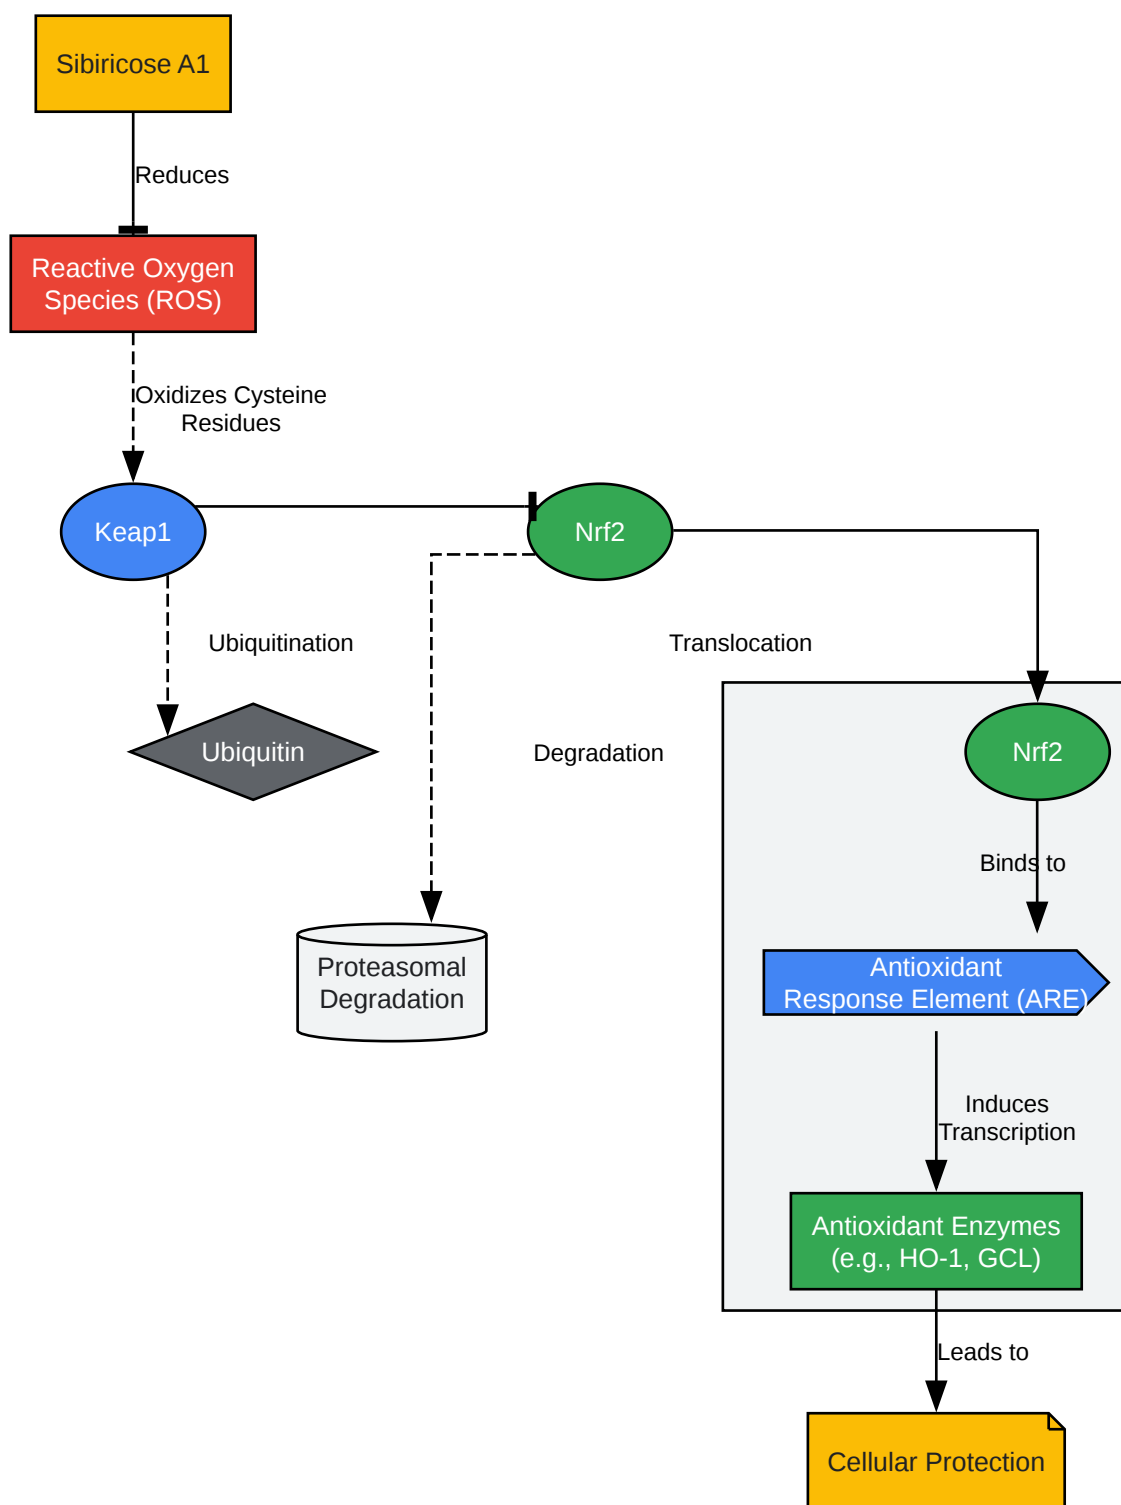 Sibiricose A1
Reduces
Reactive Oxygen
Species (ROS)
Oxidizes Cysteine
Residues
Keap1
Nrf2
Ubiquitination
Translocation
Ubiquitin
Degradation
Nrf2
Binds to
Proteasomal
Degradation
Antioxidant
Response Element (ARE)
Induces
Transcription
Antioxidant Enzymes
(e.g., HO-1, GCL)
Leads to
Cellular Protection